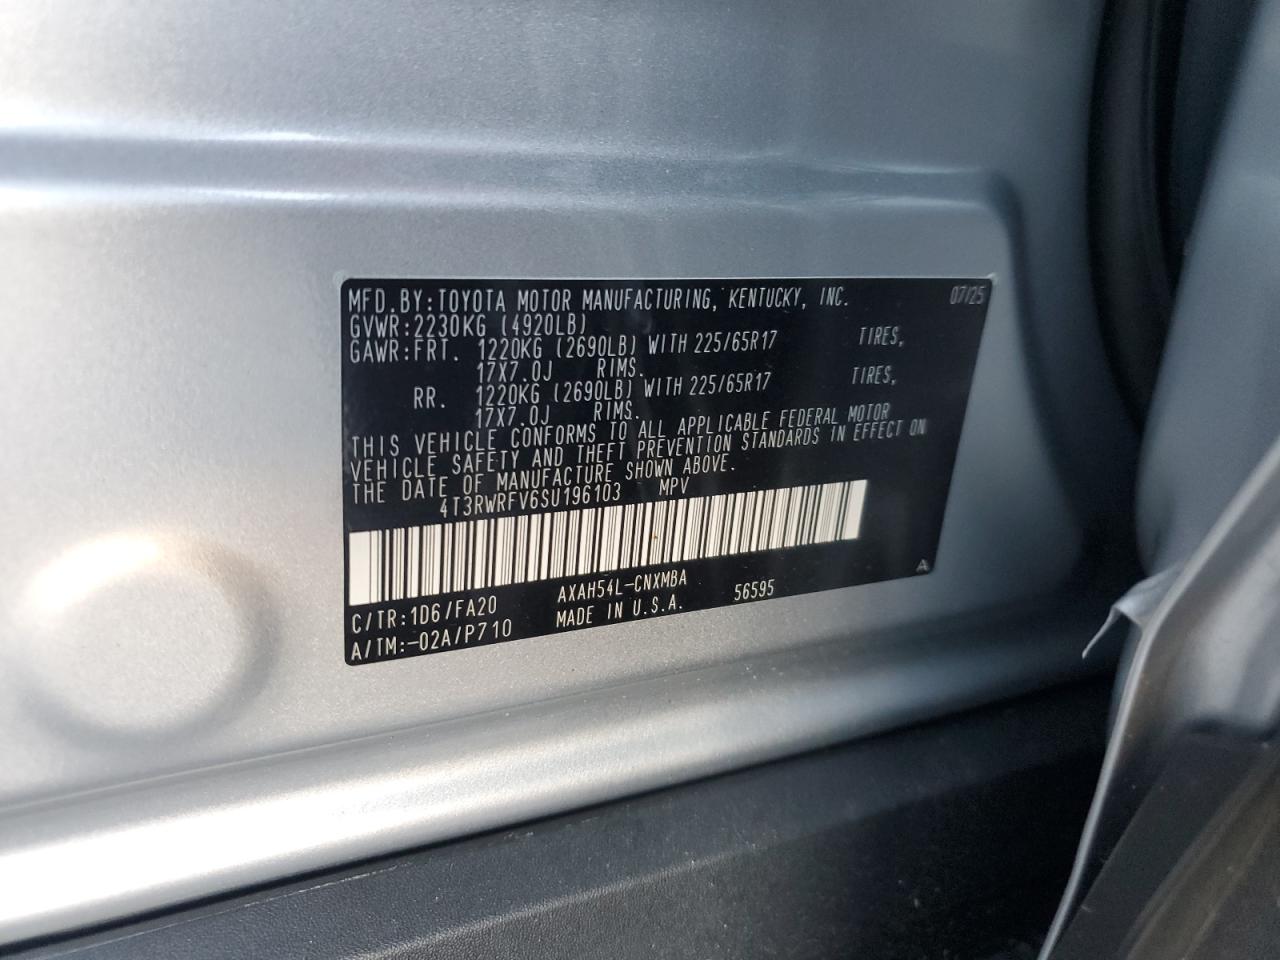 MFD.BY:TOYOTA MOTOR MANUFACTURING, KENTUCKY, INC. 07/25
GVWR:2230KG (4920LB)
GAWR:FRT. 1220KG (2690LB) WITH 225/65R17 TIRES,
17X7.0J RIMS.
RR. 1220KG (2690LB) WITH 225/65R17 TIRES,
17X7.0J RIMS.
THIS VEHICLE CONFORMS TO ALL APPLICABLE FEDERAL MOTOR
VEHICLE SAFETY AND THEFT PREVENTION STANDARDS IN EFFECT ON
THE DATE OF MANUFACTURE SHOWN ABOVE.
4T3RWRFV6SU196103 MPV
C/TR:1D6/FA20 AXAH54L-CNXMBA A
A/TM:-02A/P710 MADE IN U.S.A. 56595